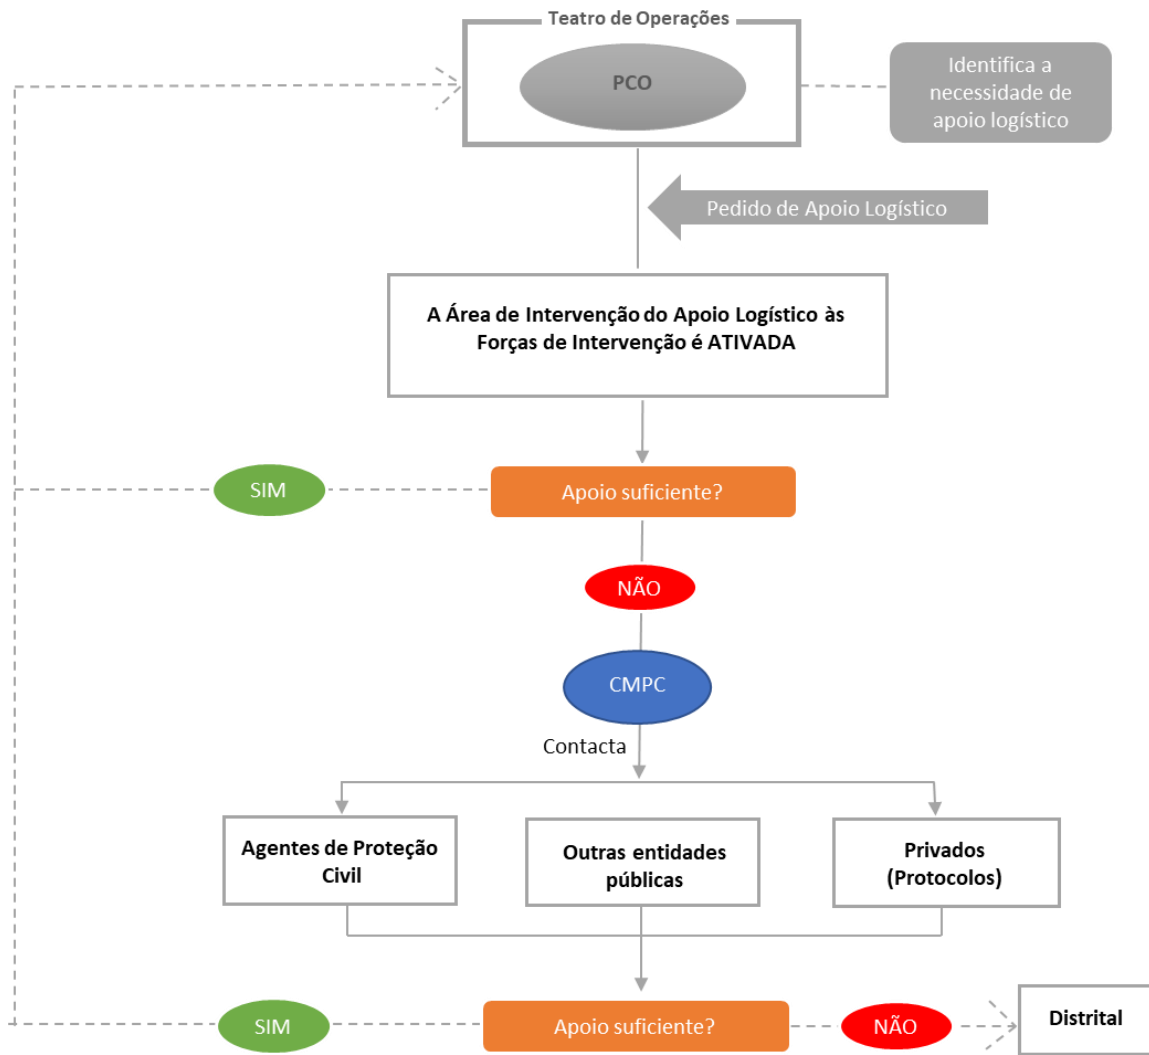 Teatro de Operações
PCO
Identifica a
necessidade de
apoio logístico
Pedido de Apoio Logístico
A Área de Intervenção do Apoio Logístico às
Forças de Intervenção é ATIVADA
SIM
Apoio suficiente?
NÃO
CMPC
Contacta
Agentes de Proteção
Civil
Outras entidades
públicas
Privados
(Protocolos)
SIM
Apoio suficiente?
NÃO
Distrital